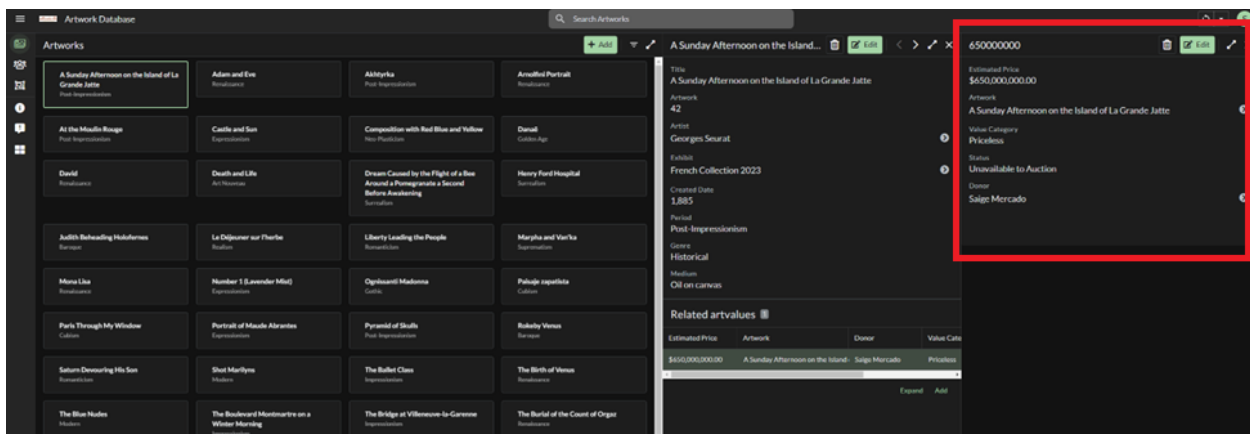 Artwork Database
Search Artworks
Artworks
Add
A Sunday Afternoon on the Island of La
Grande Jatte
Post-Impressionism
Adam and Eve
Renaissance
Akhtyrka
Post-Impressionism
Arnolfini Portrait
Renaissance
At the Moulin Rouge
Post-Impressionism
Castle and Sun
Expressionism
Composition with Red Blue and Yellow
Neo-Plasticism
Danaë
Golden Age
David
Renaissance
Death and Life
Art Nouveau
Dream Caused by the Flight of a Bee
Around a Pomegranate a Second
Before Awakening
Surrealism
Henry Ford Hospital
Surrealism
Judith Beheading Holofernes
Baroque
Le Déjeuner sur l'herbe
Realism
Liberty Leading the People
Romanticism
Marpha and Van'ka
Suprematism
Mona Lisa
Renaissance
Number 1 (Lavender Mist)
Expressionism
Ognissanti Madonna
Gothic
Paisaje zapatista
Cubism
Paris Through My Window
Cubism
Portrait of Maude Abrantes
Expressionism
Pyramid of Skulls
Post-Impressionism
Rokeby Venus
Baroque
Saturn Devouring His Son
Romanticism
Shot Marilyns
Modern
The Ballet Class
Impressionism
The Birth of Venus
Renaissance
The Blue Nudes
Modern
The Boulevard Montmartre on a
Winter Morning
The Bridge at Villeneuve-la-Garenne
Impressionism
The Burial of the Count of Orgaz
Renaissance
A Sunday Afternoon on the Island...
Edit
Title
A Sunday Afternoon on the Island of La Grande Jatte
Artwork
42
Artist
Georges Seurat
Exhibit
French Collection 2023
Created Date
1,885
Period
Post-Impressionism
Genre
Historical
Medium
Oil on canvas
Related artvalues 1
Estimated Price Artwork Donor Value Cate
$650,000,000.00 A Sunday Afternoon on the Island Saige Mercado Priceless
Expand Add
650000000
Edit
Estimated Price
$650,000,000.00
Artwork
A Sunday Afternoon on the Island of La Grande Jatte
Value Category
Priceless
Status
Unavailable to Auction
Donor
Saige Mercado